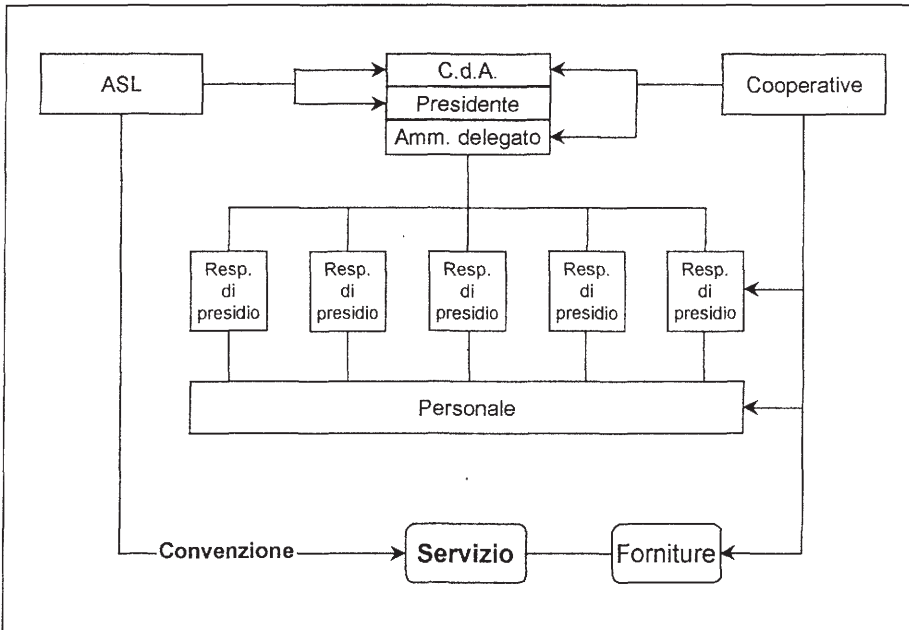 ASL
C.d.A.
Presidente
Amm. delegato
Cooperative
Resp.
di
presidio
Resp.
di
presidio
Resp.
di
presidio
Resp.
di
presidio
Resp.
di
presidio
Personale
Convenzione
Servizio
Forniture